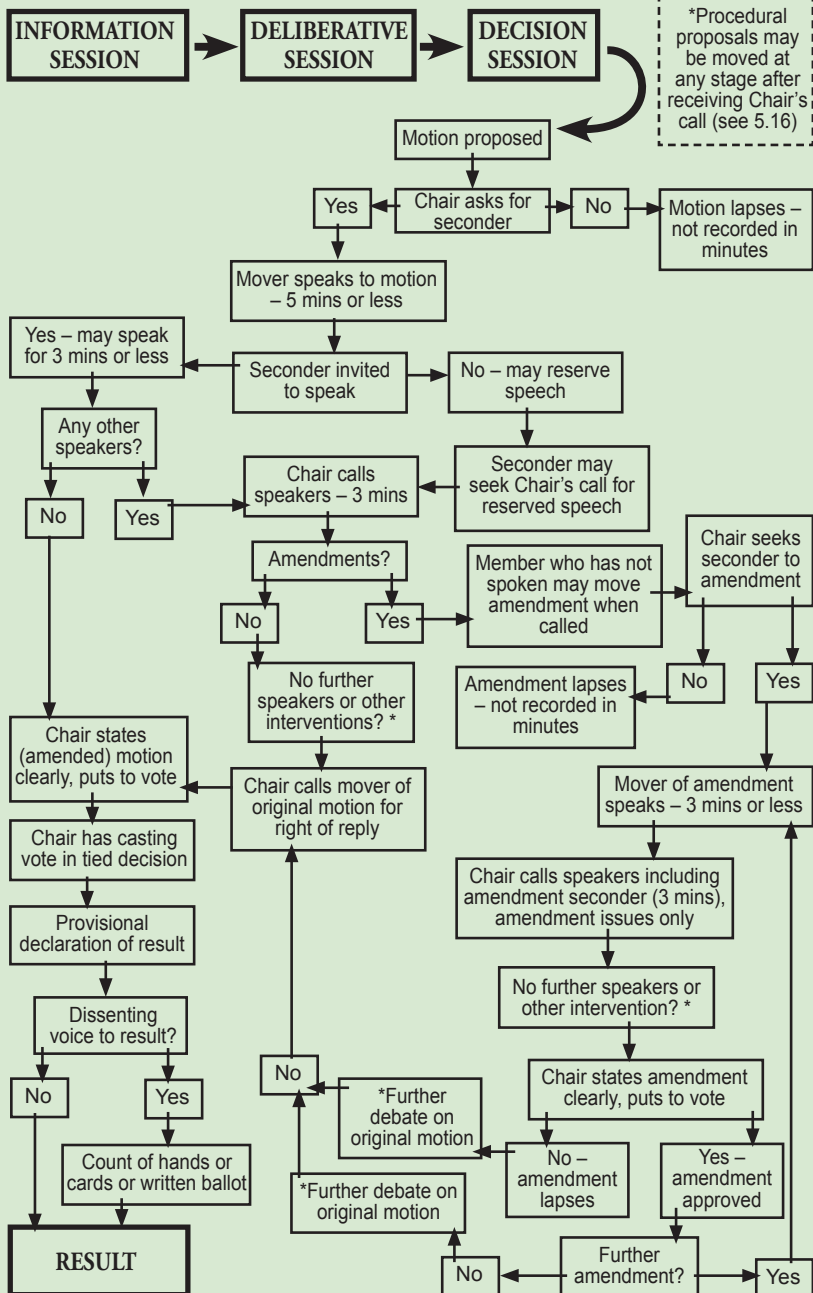 INFORMATION
SESSION
DELIBERATIVE
SESSION
DECISION
SESSION
*Procedural
proposals may
be moved at
any stage after
receiving Chair’s
call (see 5.16)
Motion proposed
Yes
Chair asks for
seconder
No
Motion lapses –
not recorded in
minutes
Mover speaks to motion
– 5 mins or less
Yes – may speak
for 3 mins or less
Seconder invited
to speak
No – may reserve
speech
Any other
speakers?
Chair calls
speakers – 3 mins
Seconder may
seek Chair’s call for
reserved speech
No
Yes
Chair seeks
seconder to
amendment
Amendments?
Member who has not
spoken may move
amendment when
called
No
Yes
No further
speakers or other
interventions? *
Amendment lapses
– not recorded in
minutes
No
Yes
Chair states
(amended) motion
clearly, puts to vote
Chair calls mover of
original motion for
right of reply
Mover of amendment
speaks – 3 mins or less
Chair has casting
vote in tied decision
Chair calls speakers including
amendment seconder (3 mins),
amendment issues only
Provisional
declaration of result
No further speakers or
other intervention? *
Dissenting
voice to result?
No
Yes
No
*Further
debate on
original motion
Chair states amendment
clearly, puts to vote
Count of hands or
cards or written ballot
*Further debate on
original motion
No –
amendment
lapses
Yes –
amendment
approved
RESULT
No
Further
amendment?
Yes